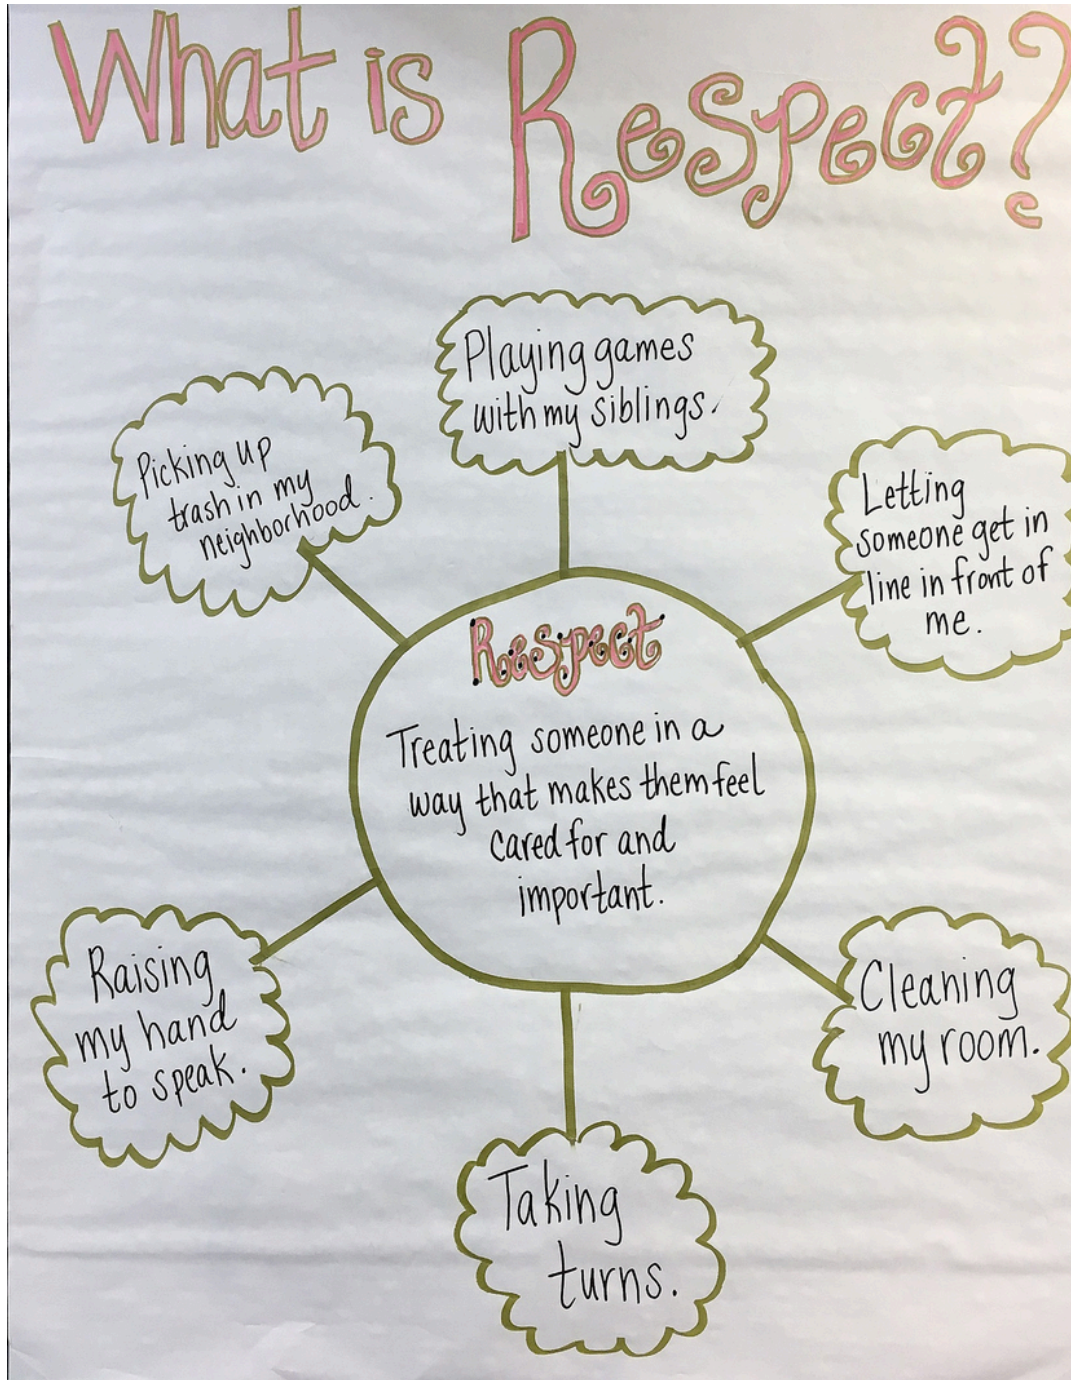 What is Respect?
Playing games
with my siblings.
Picking up
trash in my
neighborhood.
Letting
someone get in
line in front of
me.
Respect
Treating someone in a
way that makes them feel
cared for and
important.
Raising
my hand
to speak.
Cleaning
my room.
Taking
turns.